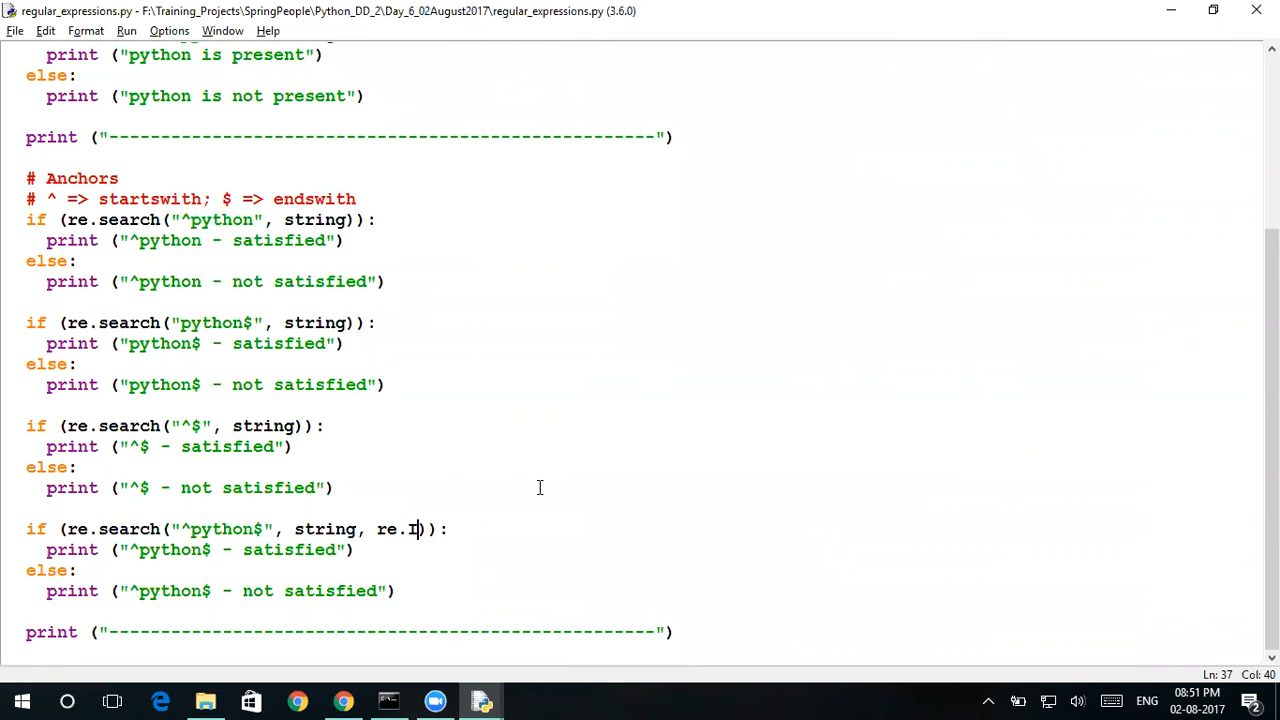 regular_expressions.py - F:\Training_Projects\SpringPeople\Python_DD_2\Day_6_02August2017\regular_expressions.py (3.6.0)
File Edit Format Run Options Window Help
print ("python is present")
else:
print ("python is not present")
print ("-----------------------------------------------------")
# Anchors
# ^ => startswith; $ => endswith
if (re.search("^python", string)):
print ("^python - satisfied")
else:
print ("^python - not satisfied")
if (re.search("python$", string)):
print ("python$ - satisfied")
else:
print ("python$ - not satisfied")
if (re.search("^$", string)):
print ("^$ - satisfied")
else:
print ("^$ - not satisfied")
if (re.search("^python$", string, re.I)):
print ("^python$ - satisfied")
else:
print ("^python$ - not satisfied")
print ("-----------------------------------------------------")
Ln: 37 Col: 40
ENG
08:51 PM
02-08-2017
2